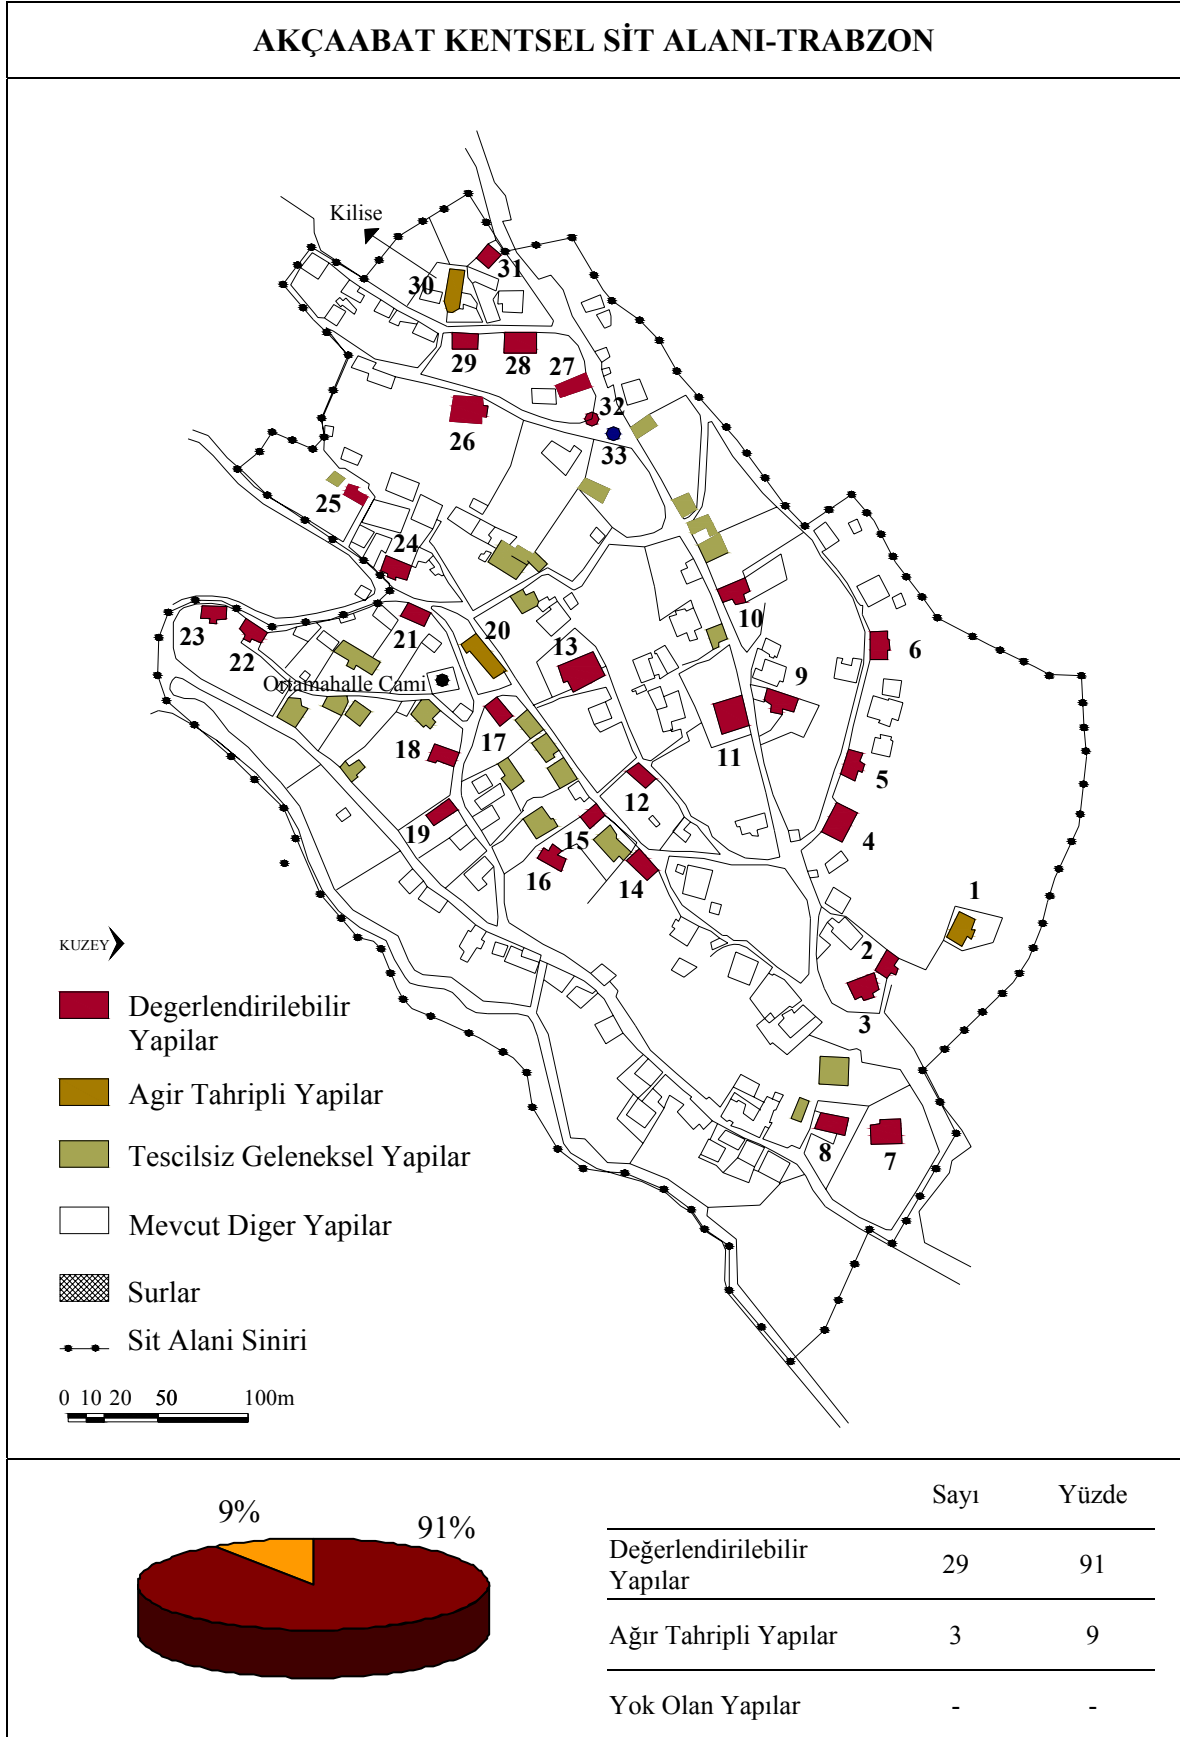 AKÇAABAT KENTSEL SİT ALANI-TRABZON
Kilise
31
30
29
28
27
32
33
26
25
24
23
22
21
20
13
10
6
9
Ortamahalle Cami
18
17
11
5
12
4
19
15
16
14
1
2
3
8
7
KUZEY
Degerlendirilebilir
Yapilar
Agir Tahripli Yapilar
Tescilsiz Geleneksel Yapilar
Mevcut Diger Yapilar
Surlar
Sit Alani Siniri
0 10 20 50 100m
9%
91%
Sayı Yüzde
Değerlendirilebilir
Yapılar 29 91
Ağır Tahripli Yapılar 3 9
Yok Olan Yapılar - -